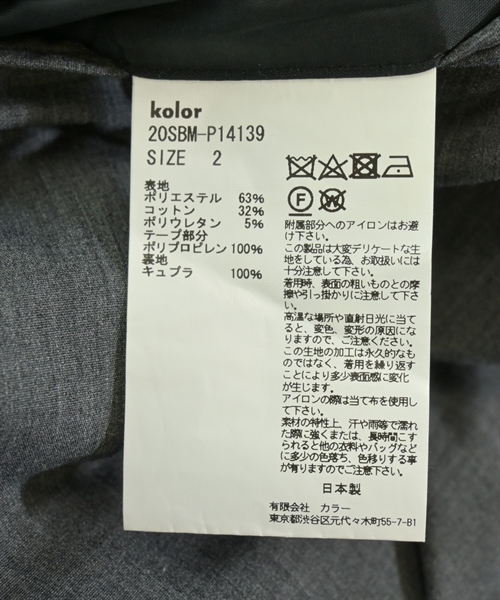 kolor
20SBM-P14139
SIZE 2
表地
ポリエステル 63%
コットン 32%
ポリウレタン 5%
テープ部分
ポリプロピレン 100%
裏地
キュプラ 100%
F W
附属部分へのアイロンはお避
け下さい。
この製品は大変デリケートな生
地をしている為、お取扱いには
十分注意して下さい。
着用時、表面の粗いものとの摩
擦や引っ掛かりに注意して下さ
い。
高温な場所や直射日光に当て
ると、変色、変形の原因にな
りますので、ご注意ください。
この生地の加工は永久的なも
のではなく、着用を繰り返す
ことにより多少表面感に変化
が生じます。
アイロンの際は当て布を使用し
て下さい。
素材の特性上、汗や雨等で濡れ
た際に強くまたは、長時間こす
られると他の衣料やバッグなど
に多少の色落ち、色移りする事
が有りますのでご注意下さい。
日本製
有限会社 カラー
東京都渋谷区元代々木町55-7-B1